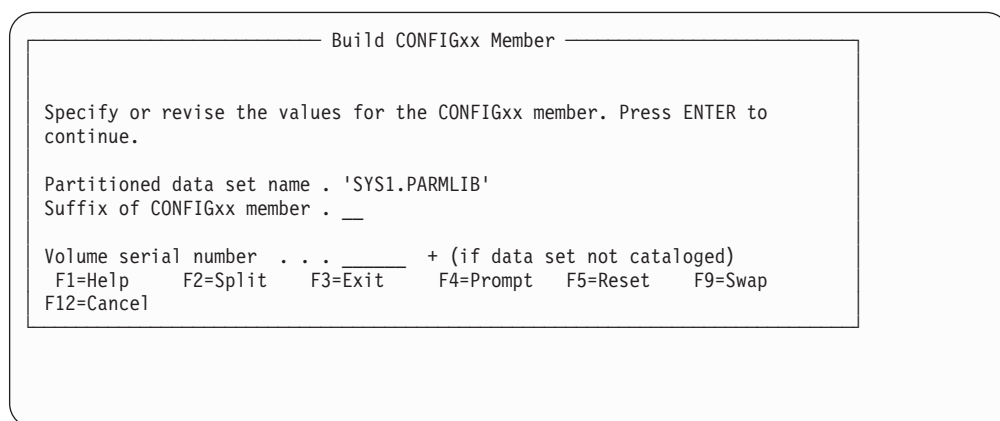 Build CONFIGxx Member
Specify or revise the values for the CONFIGxx member. Press ENTER to
continue.
Partitioned data set name . 'SYS1.PARMLIB'
Suffix of CONFIGxx member . __
Volume serial number . . . ______ + (if data set not cataloged)
F1=Help F2=Split F3=Exit F4=Prompt F5=Reset F9=Swap
F12=Cancel